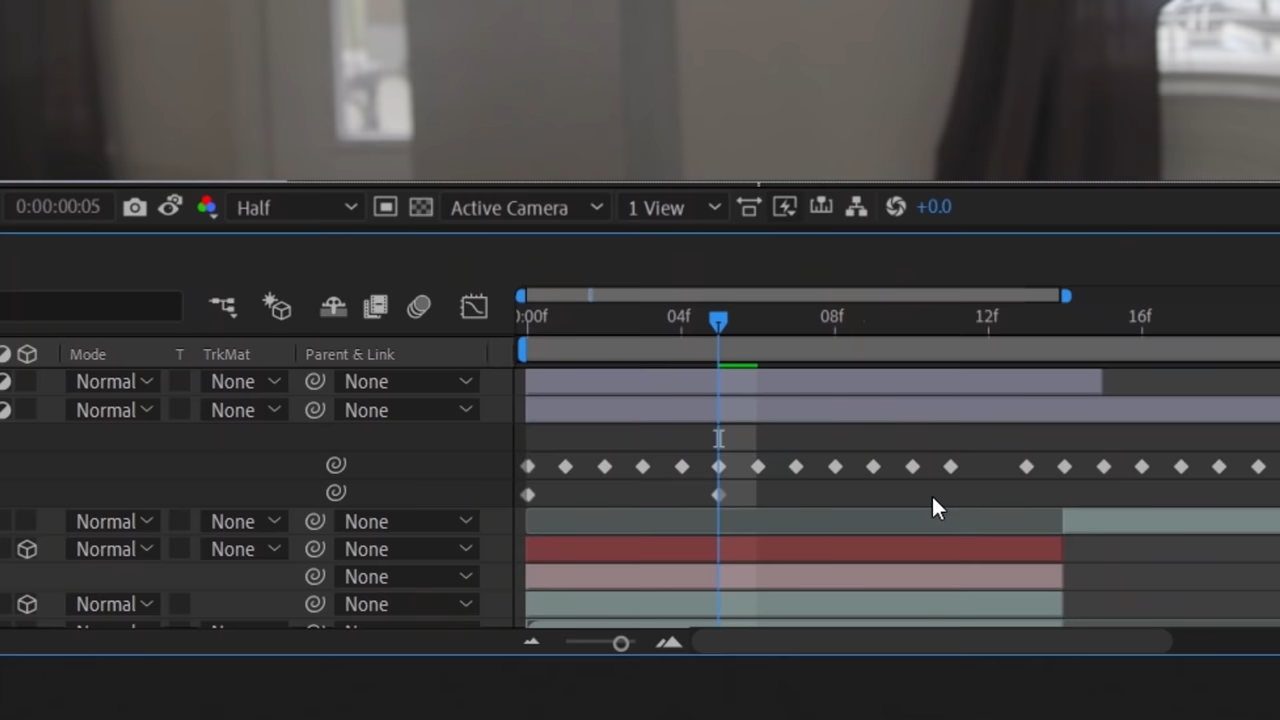 0:00:00:05 Half Active Camera 1 View +0.0
:00f 04f 08f 12f 16f
Mode T TrkMat Parent & Link
Normal None None
Normal None None
Normal None None
Normal None None
None
Normal None